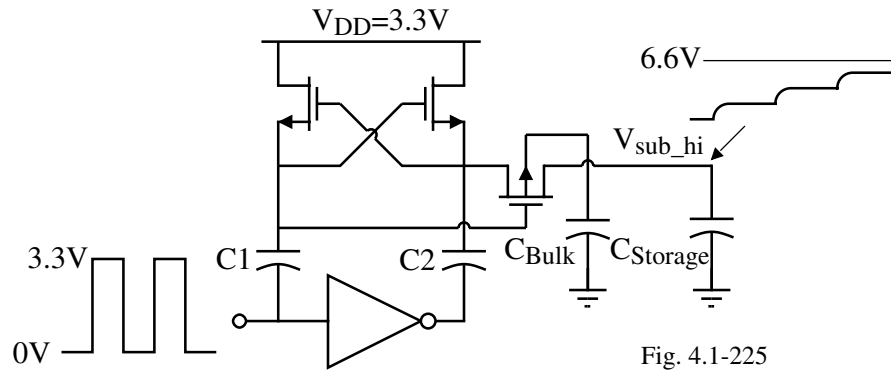 V_DD=3.3V
6.6V
V_sub_hi
3.3V
0V
C1
C2
C_Bulk
C_Storage
Fig. 4.1-225